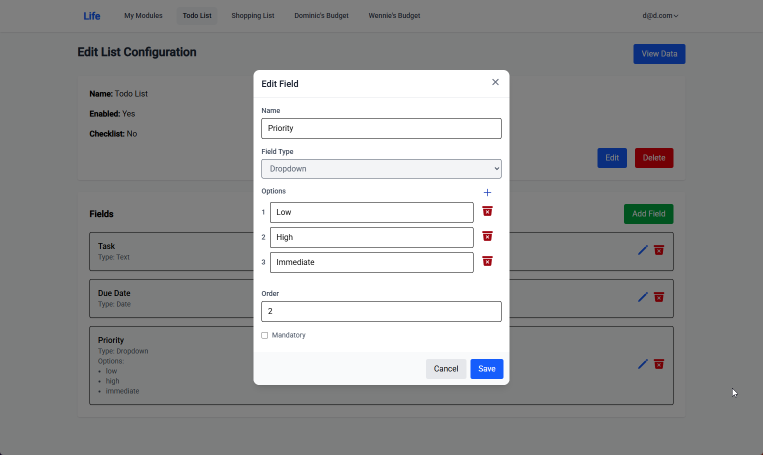 Life My Modules Todo List Shopping List Dominic's Budget Wennie's Budget d@d.com
Edit List Configuration View Data
Name: Todo List
Enabled: Yes
Checklist: No
Edit Delete
Fields Add Field
Task
Type: Text
Due Date
Type: Date
Priority
Type: Dropdown
Options:
• low
• high
• immediate
Edit Field
Name
Priority
Field Type
Dropdown
Options
1 Low
2 High
3 Immediate
Order
2
Mandatory
Cancel Save